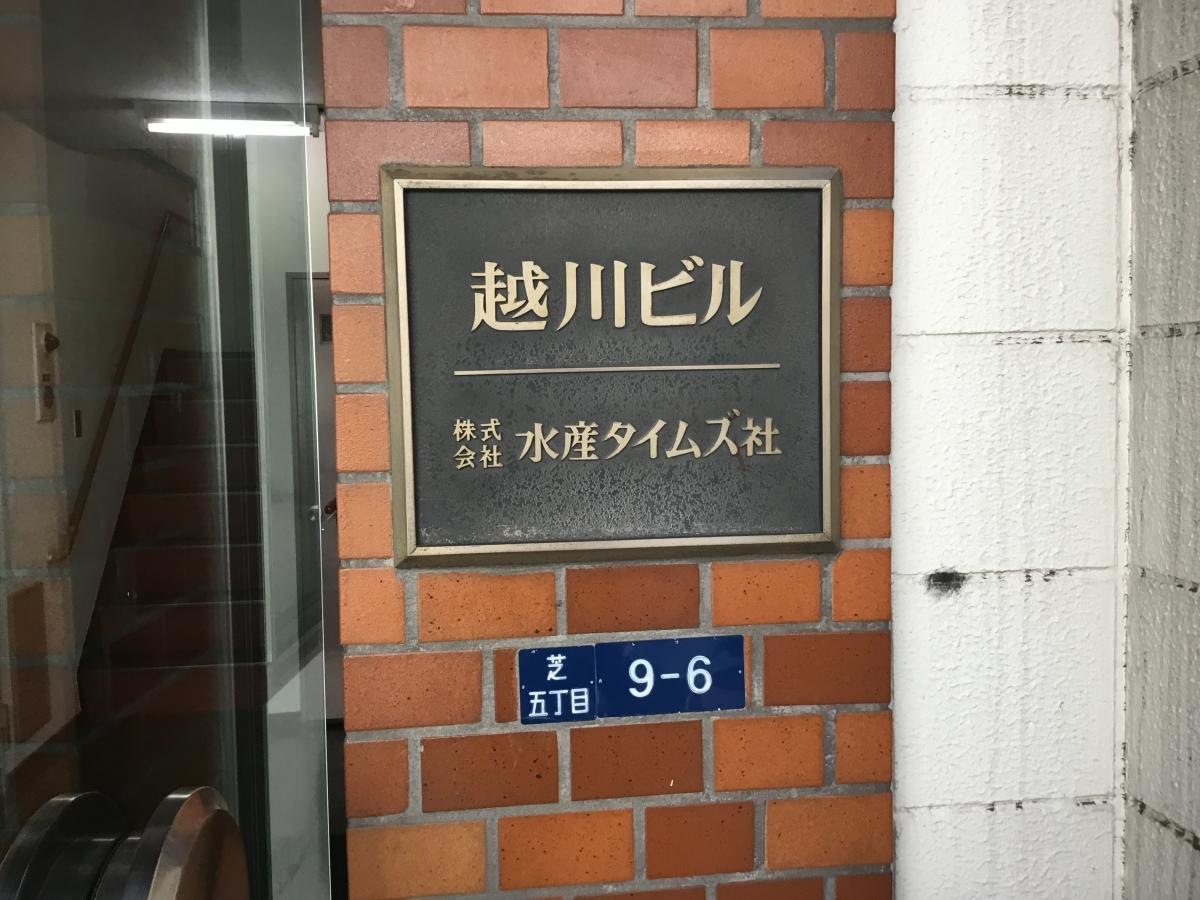 越川ビル
株式会社 水産タイムズ社
芝
五丁目
9-6